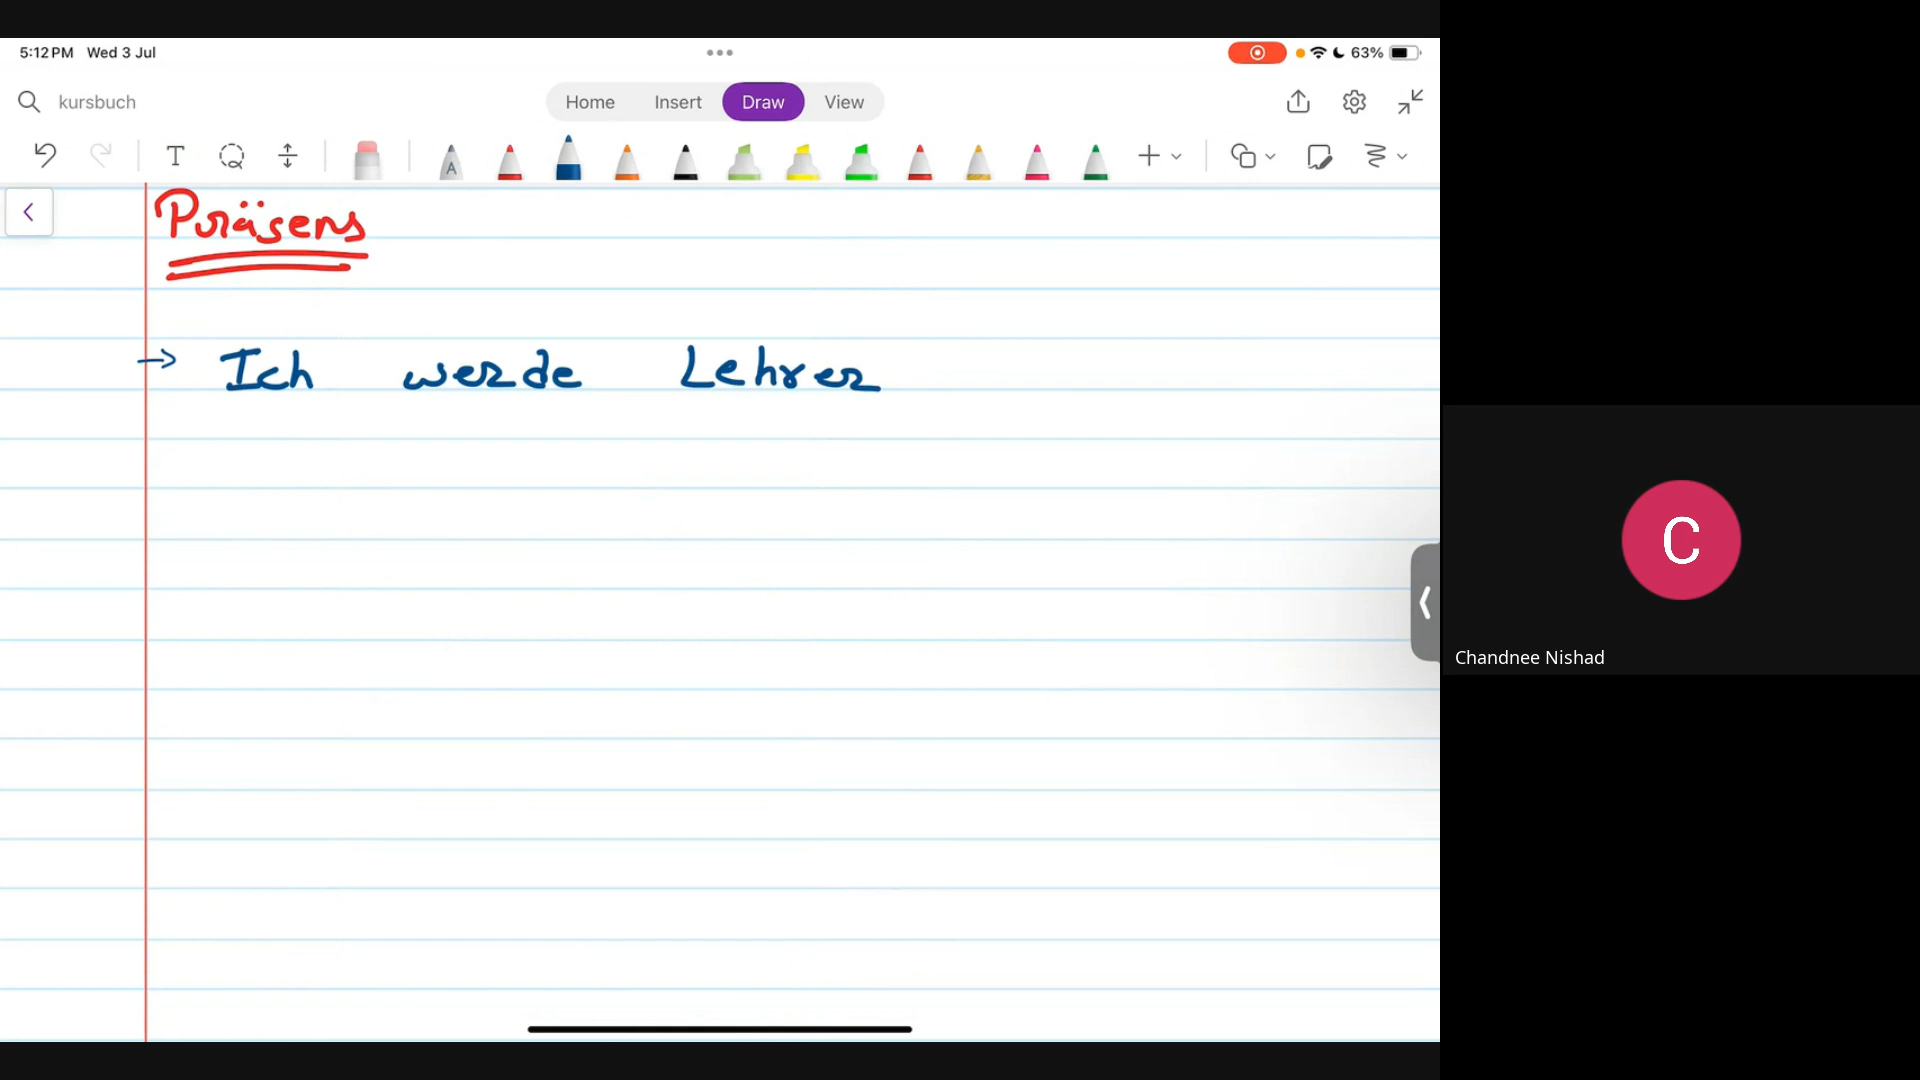 5:12 PM Wed 3 Jul
63%
kursbuch
Home Insert Draw View
T A
Präsens
→ Ich werde Lehrer
C
Chandnee Nishad